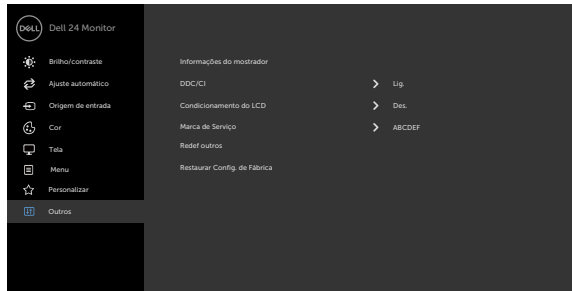 DELL Dell 24 Monitor
Brilho/contraste
Ajuste automático
Origem de entrada
Cor
Tela
Menu
Personalizar
Outros
Informações do mostrador
DDC/CI Lig.
Condicionamento do LCD Des.
Marca de Serviço ABCDEF
Redef outros
Restaurar Config. de Fábrica